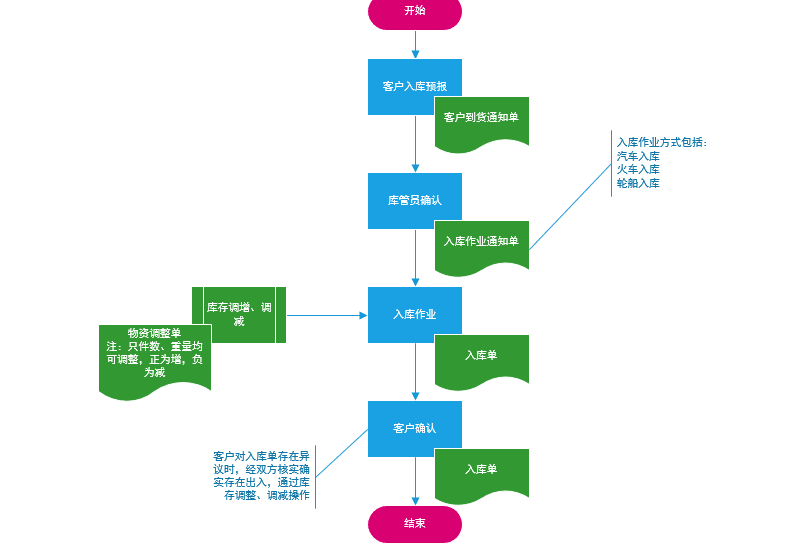 开始
客户入库预报
客户到货通知单
入库作业方式包括：
汽车入库
火车入库
轮船入库
库管员确认
入库作业通知单
库存调增、调
减
入库作业
物资调整单
注：只件数、重量均
可调整，正为增，负
为减
入库单
客户确认
客户对入库单存在异
议时，经双方核实确
实存在出入，通过库
存调整、调减操作
入库单
结束